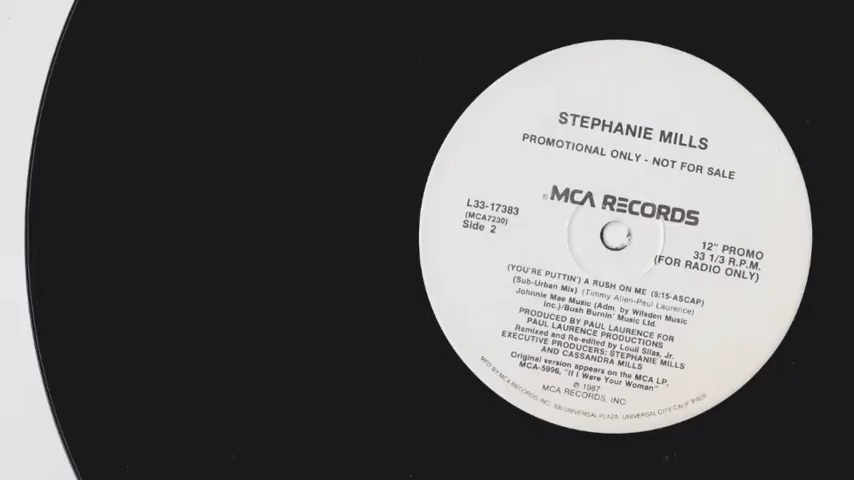 STEPHANIE MILLS
PROMOTIONAL ONLY - NOT FOR SALE
MCA RECORDS
L33-17383
(MCA7230)
Side 2
12" PROMO
33 1/3 R.P.M.
(FOR RADIO ONLY)
(YOU'RE PUTTIN') A RUSH ON ME (5:15-ASCAP)
(Sub-Urban Mix) (Timmy Allen-Paul Laurence)
Johnnie Mae Music (Adm. by Wilsden Music
Inc.)/Bush Burnin' Music Ltd.
PRODUCED BY PAUL LAURENCE FOR
PAUL LAURENCE PRODUCTIONS
Remixed and Re-edited by Louil Silas, Jr.
EXECUTIVE PRODUCERS: STEPHANIE MILLS
AND CASSANDRA MILLS
Original version appears on the MCA LP,
MCA-5996, "If I Were Your Woman"
℗ 1987
MCA RECORDS, INC
MFD BY MCA RECORDS, INC. 100 UNIVERSAL PLAZA, UNIVERSAL CITY, CALIF 91608